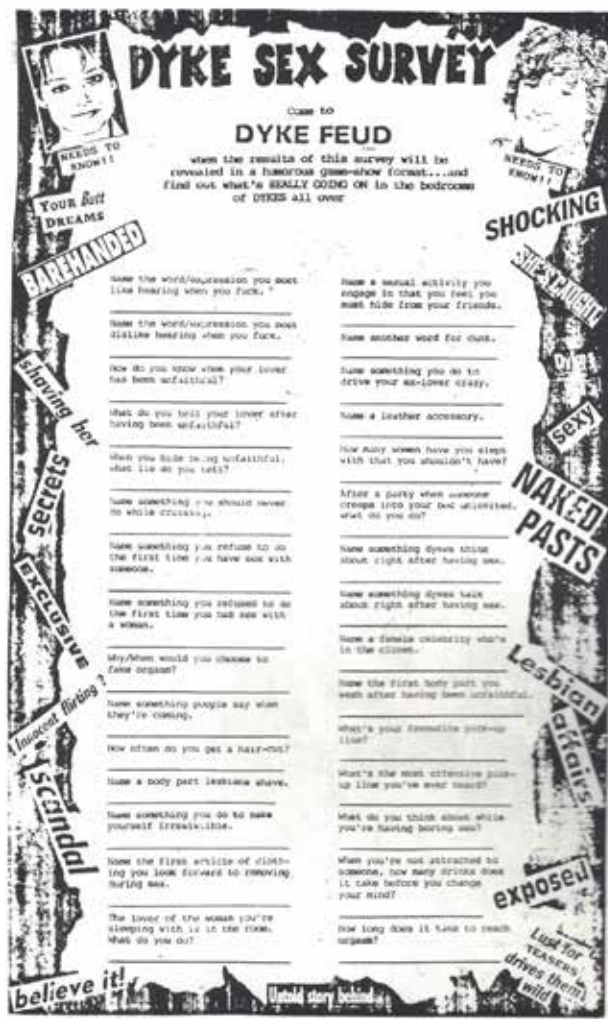 DYKE SEX SURVEY
Come to
DYKE FEUD
when the results of this survey will be
revealed in a humorous game-show format...and
find out what's REALLY GOING ON in the bedrooms
of DYKES all over
NEEDS TO
KNOW!!
NEEDS TO
KNOW!!
YOUR Butt
DREAMS
BAREHANDED
shaving her
secrets
EXCLUSIVE
Innocent flirting?
scandal
believe it!
Name the word/expression you most
like hearing when you fuck.
Name the word/expression you most
dislike hearing when you fuck.
How do you know when your lover
has been unfaithful?
What do you tell your lover after
having been unfaithful?
When you hide being unfaithful,
what lie do you tell?
Name something you should never
do while cruising.
Name something you refuse to do
the first time you have sex with
someone.
Name something you refused to do
the first time you had sex with
a woman.
Why/When would you choose to
fake orgasm?
Name something people say when
they're coming.
How often do you get a hair-cut?
Name a body part lesbians shave.
Name something you do to make
yourself irresistible.
Name the first article of cloth-
ing you look forward to removing
during sex.
The lover of the woman you're
sleeping with is in the room.
What do you do?
Name a sexual activity you
engage in that you feel you
must hide from your friends.
Name another word for cunt.
Name something you do to
drive your ex-lover crazy.
Name a leather accessory.
How many women have you slept
with that you shouldn't have?
After a party when someone
creeps into your bed uninvited,
what do you do?
Name something dykes think
about right after having sex.
Name something dykes talk
about right after having sex.
Name a female celebrity who's
in the closet.
Name the first body part you
wash after having been unfaithful.
What's your favourite pick-up
line?
What's the most offensive pick-
up line you've ever heard?
What do you think about while
you're having boring sex?
When you're not attracted to
someone, how many drinks does
it take before you change
your mind?
How long does it take to reach
orgasm?
SHOCKING
SHE'S CAUGHT!
sexy
NAKED
PASTS
Lesbian
affairs
exposed
Lust for
TEASERS
drives them
wild
Untold story behind